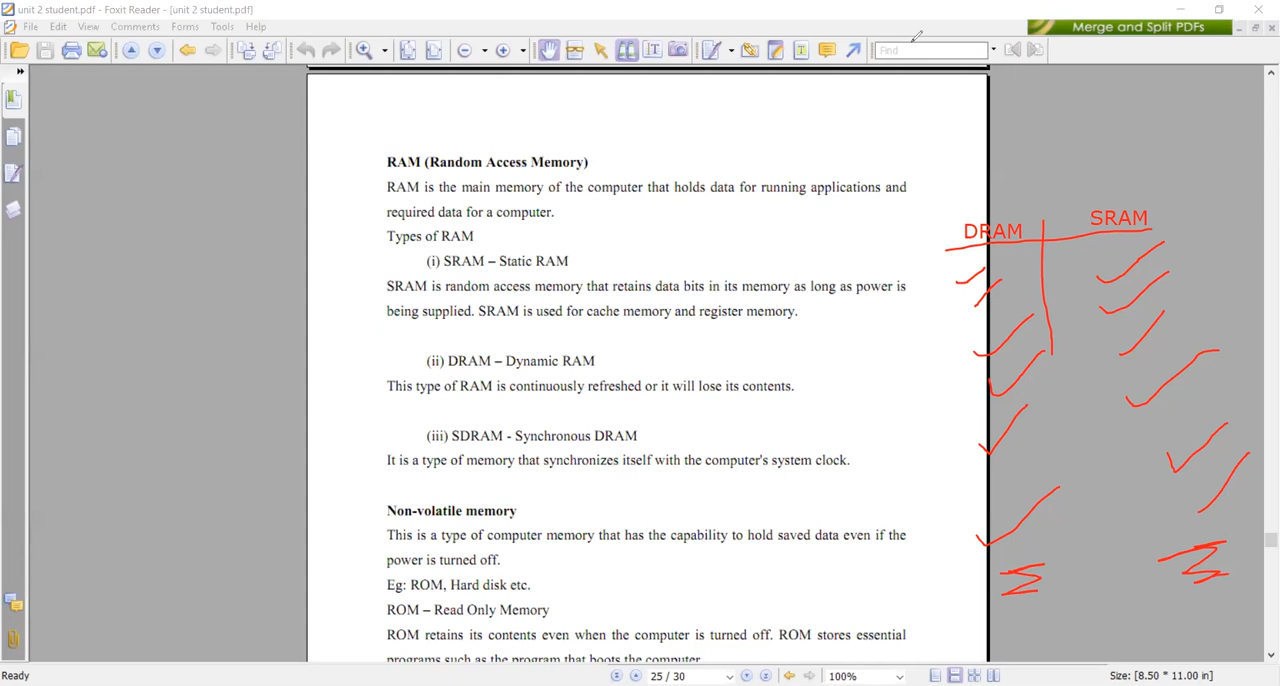 unit 2 student.pdf - Foxit Reader - [unit 2 student.pdf]
File Edit View Comments Forms Tools Help
Merge and Split PDFs
Find
RAM (Random Access Memory)
RAM is the main memory of the computer that holds data for running applications and
required data for a computer.
Types of RAM
(i) SRAM – Static RAM
SRAM is random access memory that retains data bits in its memory as long as power is
being supplied. SRAM is used for cache memory and register memory.
(ii) DRAM – Dynamic RAM
This type of RAM is continuously refreshed or it will lose its contents.
(iii) SDRAM - Synchronous DRAM
It is a type of memory that synchronizes itself with the computer's system clock.
Non-volatile memory
This is a type of computer memory that has the capability to hold saved data even if the
power is turned off.
Eg: ROM, Hard disk etc.
ROM – Read Only Memory
ROM retains its contents even when the computer is turned off. ROM stores essential
programs such as the program that boots the computer.
DRAM SRAM
Ready 25 / 30 100% Size: [8.50 * 11.00 in]